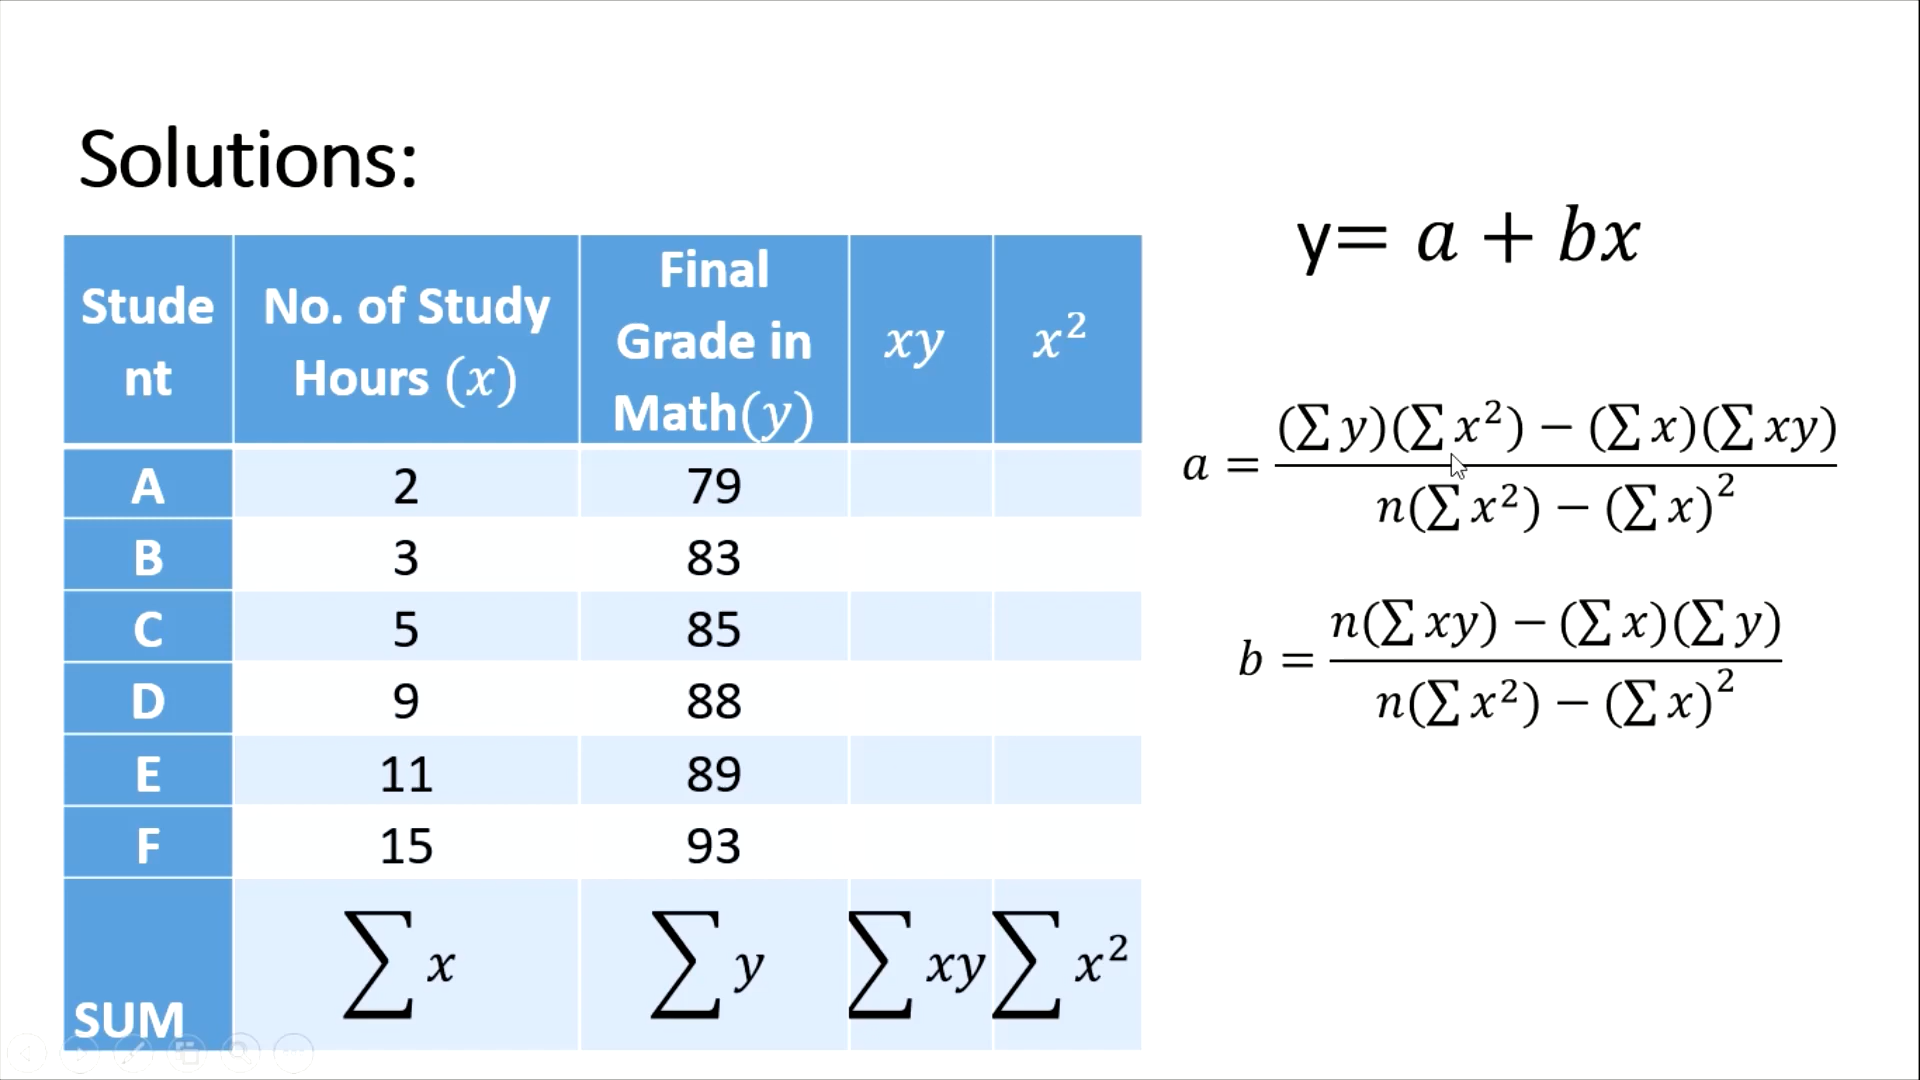 Solutions:
y= a + bx
Stude
nt
No. of Study
Hours (x)
Final
Grade in
Math(y)
xy
x²
A 2 79
B 3 83
C 5 85
D 9 88
E 11 89
F 15 93
SUM ∑x ∑y ∑xy ∑x²
a = (∑y)(∑x²) − (∑x)(∑xy)
n(∑x²) − (∑x)²
b = n(∑xy) − (∑x)(∑y)
n(∑x²) − (∑x)²